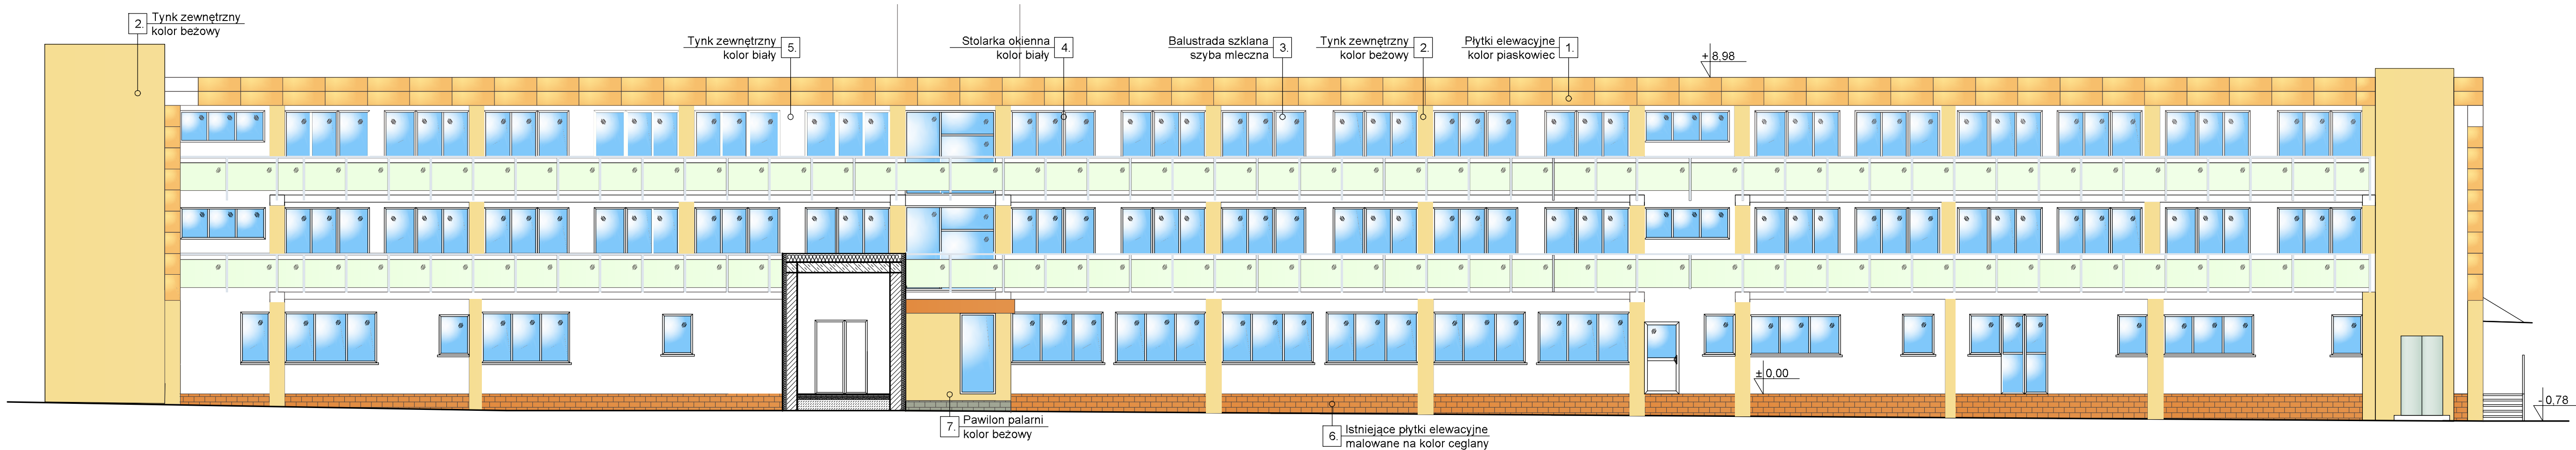 2. Tynk zewnętrzny
kolor beżowy
Tynk zewnętrzny 5.
kolor biały
Stolarka okienna 4.
kolor biały
Balustrada szklana 3.
szyba mleczna
Tynk zewnętrzny 2.
kolor beżowy
Płytki elewacyjne 1.
kolor piaskowiec
+ 8,98
± 0,00
- 0.78
7. Pawilon palarni
kolor beżowy
6. Istniejące płytki elewacyjne
malowane na kolor ceglany